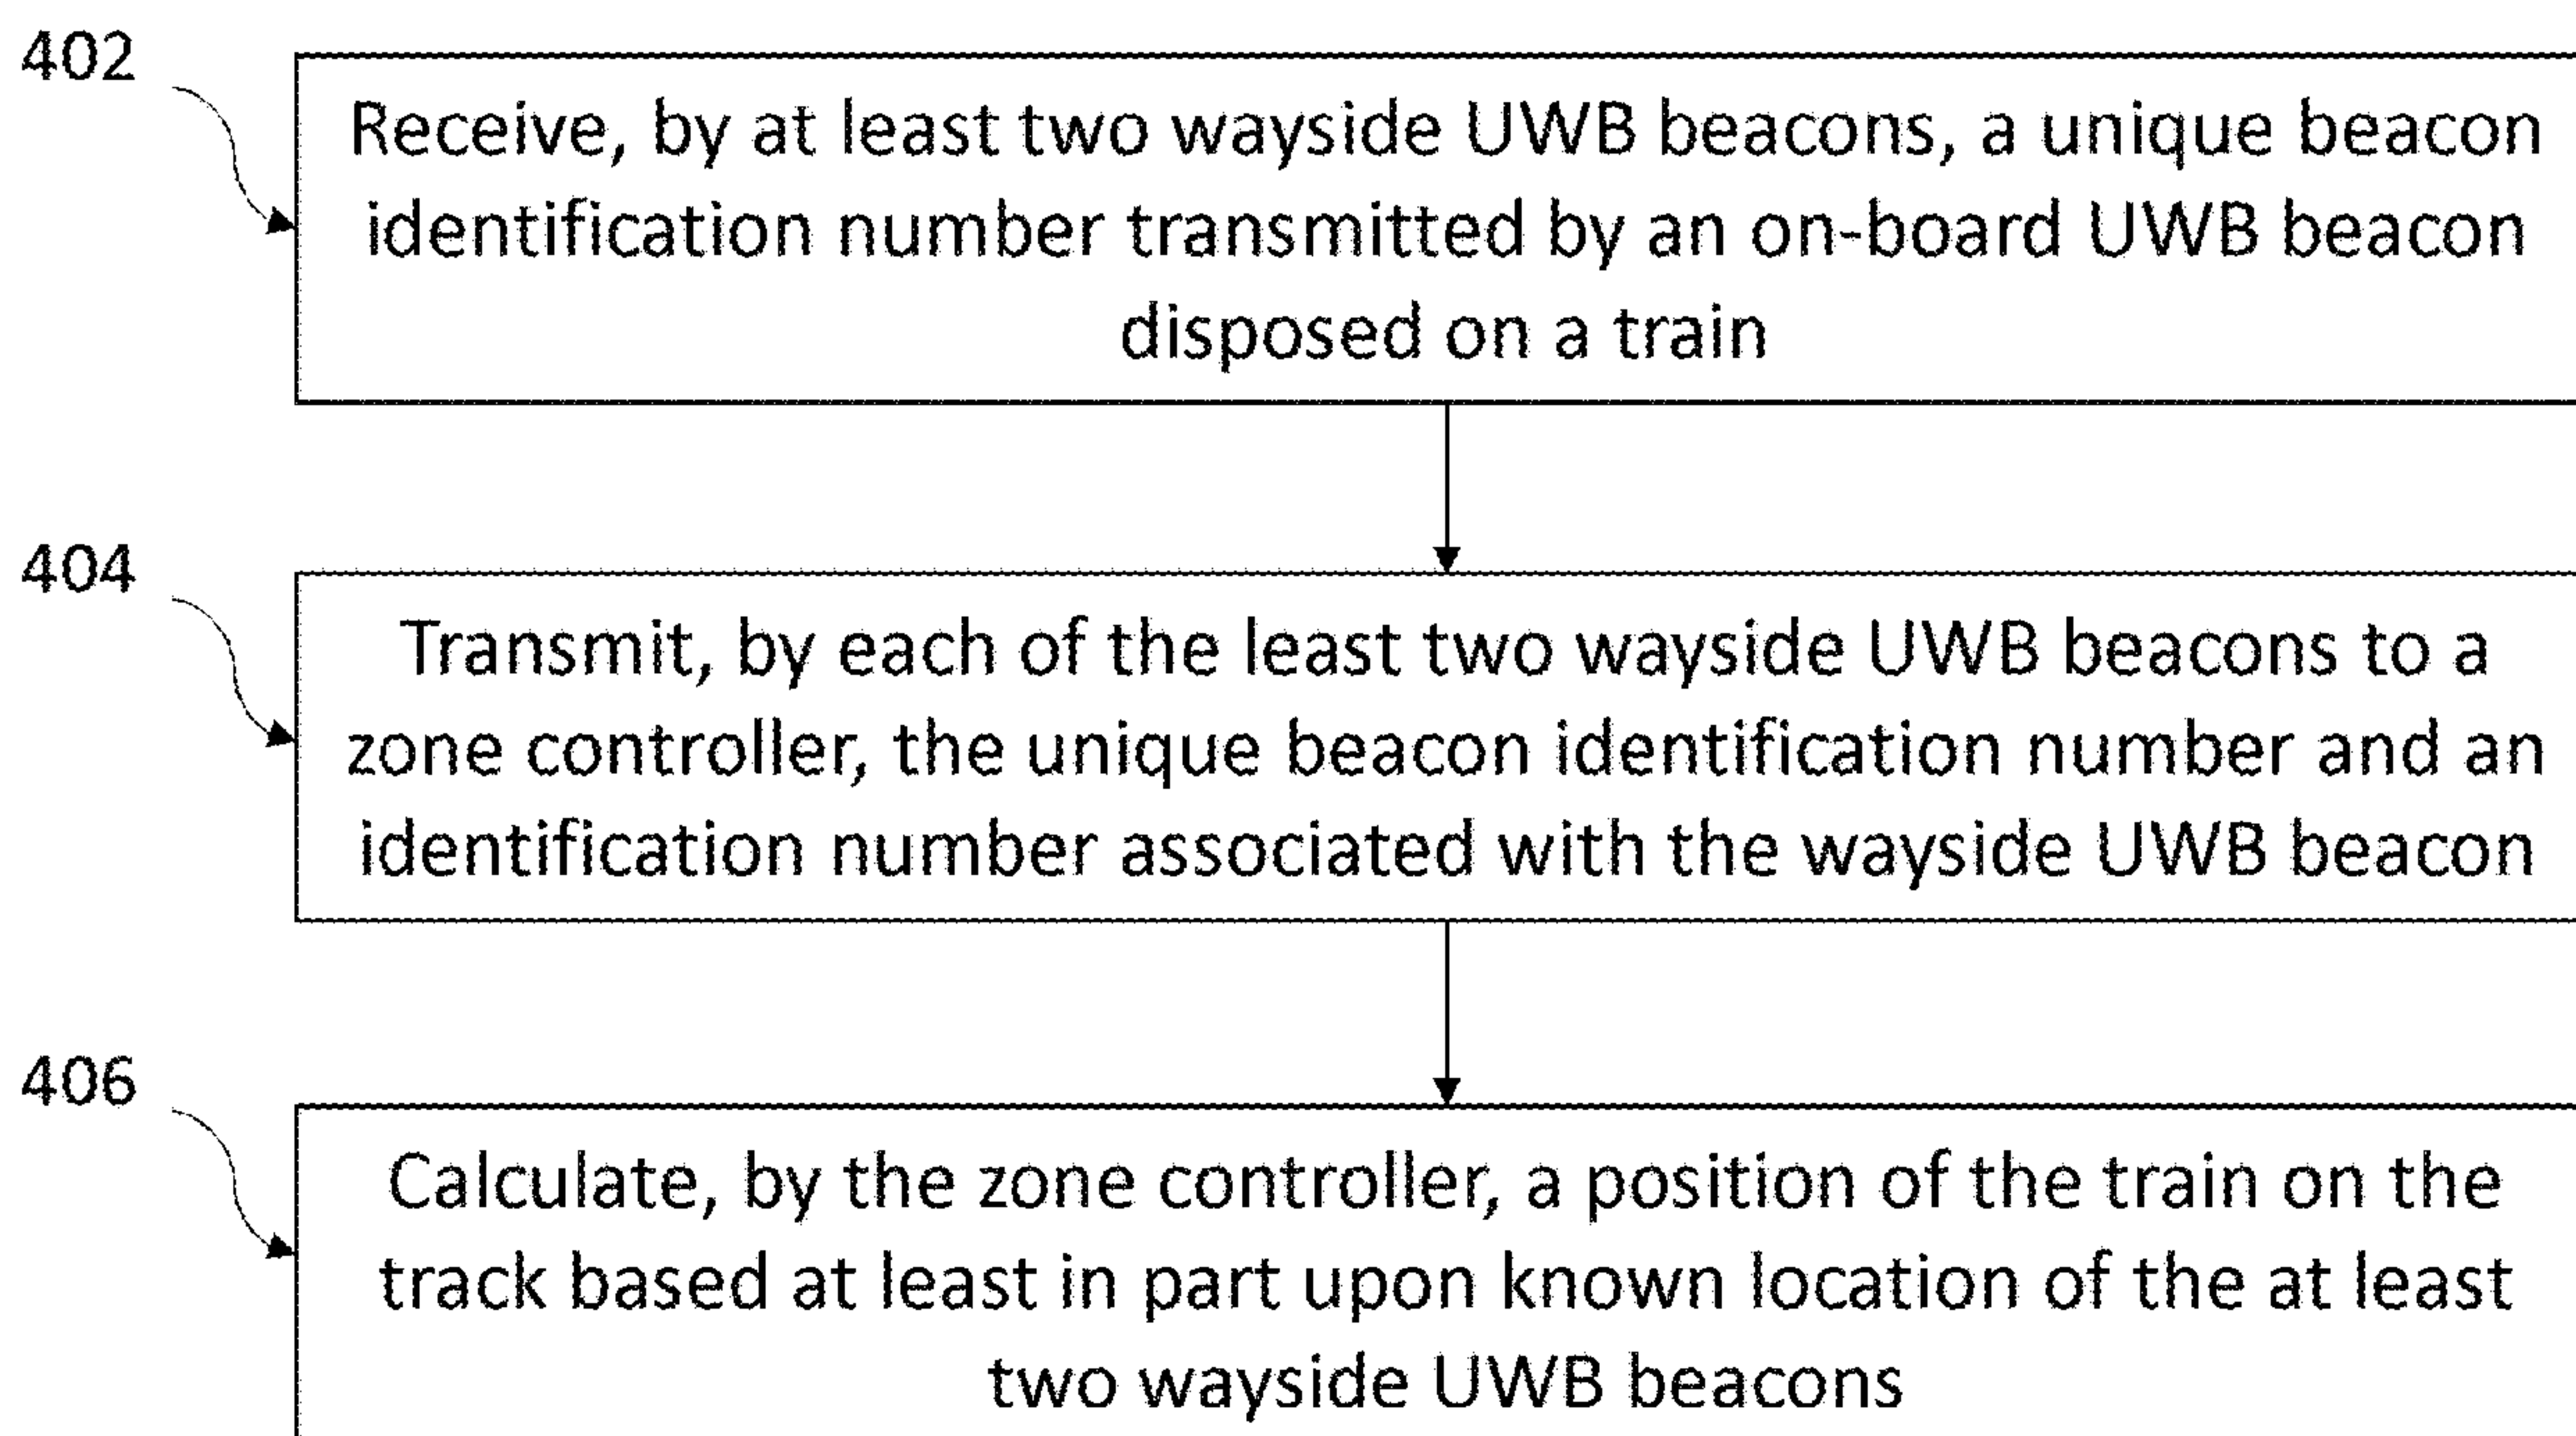 402
Receive, by at least two wayside UWB beacons, a unique beacon
identification number transmitted by an on-board UWB beacon
disposed on a train
404
Transmit, by each of the least two wayside UWB beacons to a
zone controller, the unique beacon identification number and an
identification number associated with the wayside UWB beacon
406
Calculate, by the zone controller, a position of the train on the
track based at least in part upon known location of the at least
two wayside UWB beacons